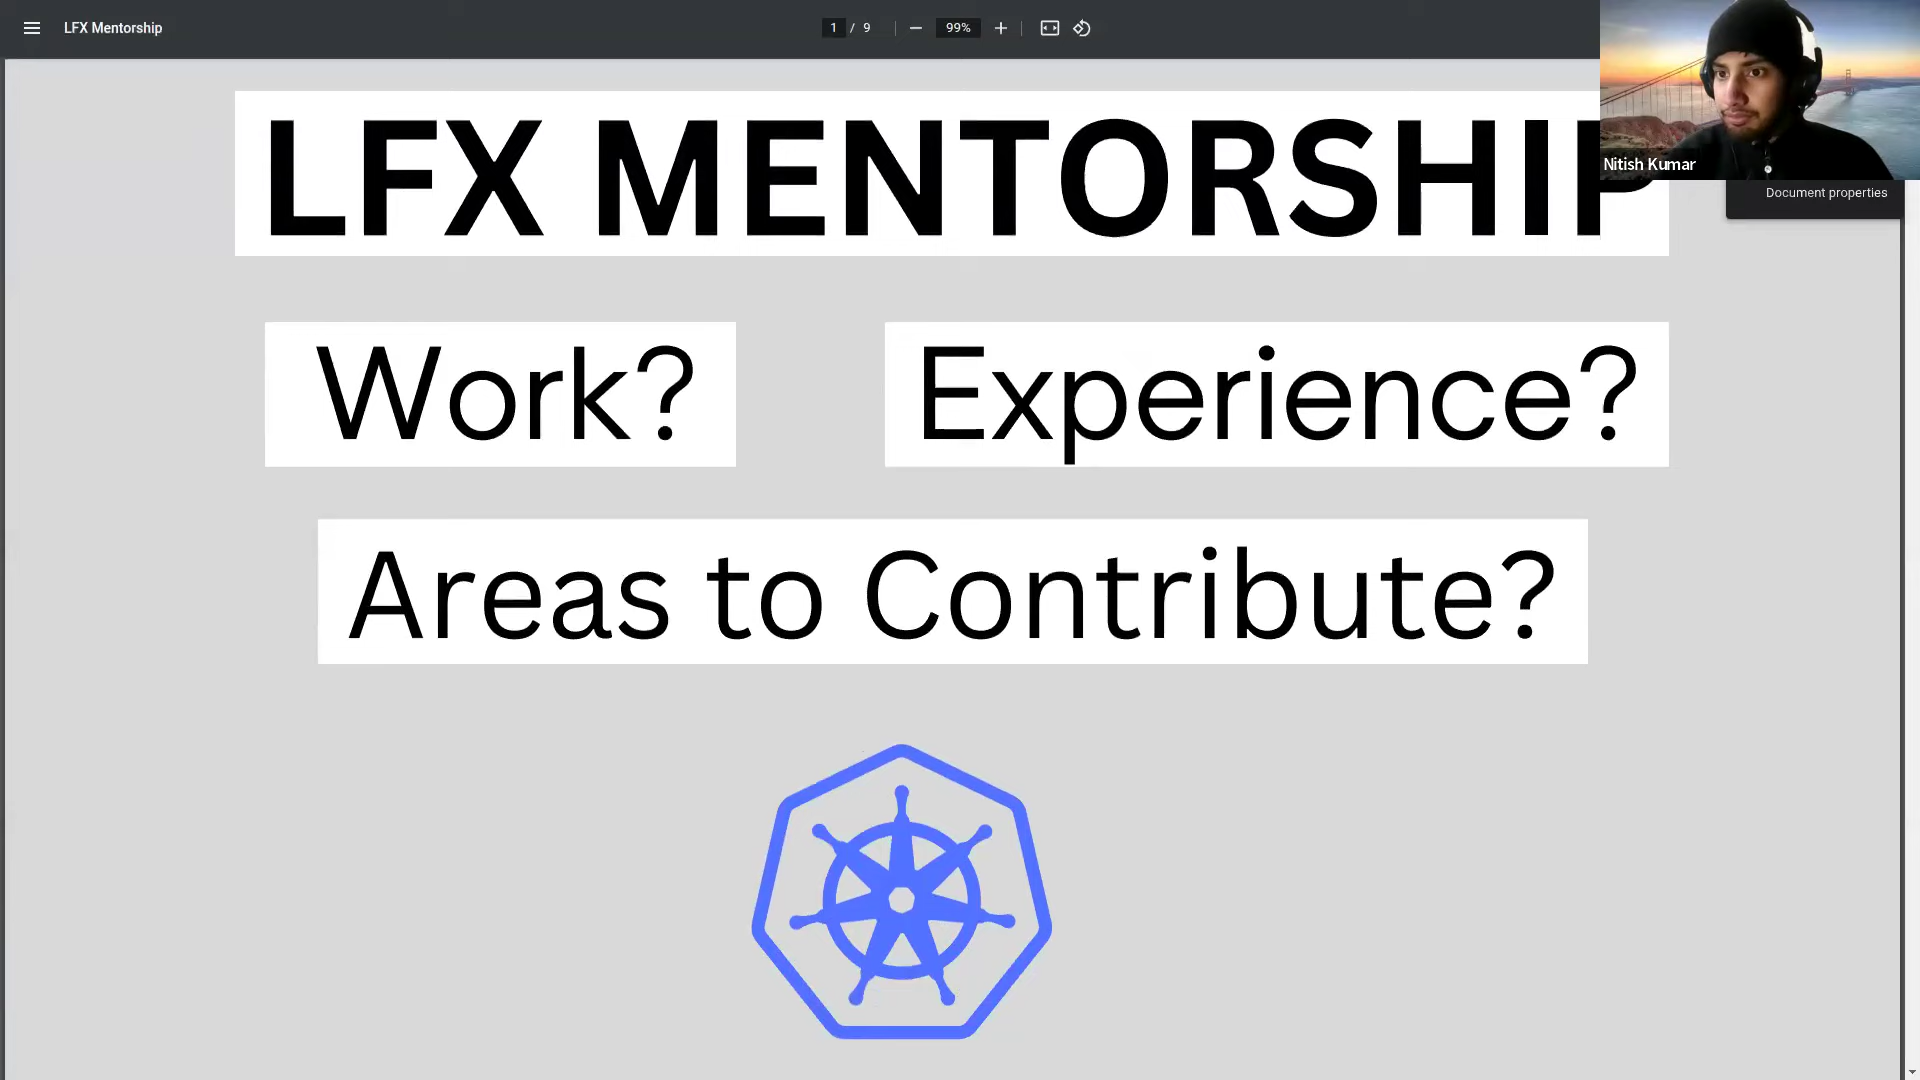 LFX Mentorship
1 / 9
99%
Nitish Kumar
Document properties
LFX MENTORSHIP
Work?
Experience?
Areas to Contribute?